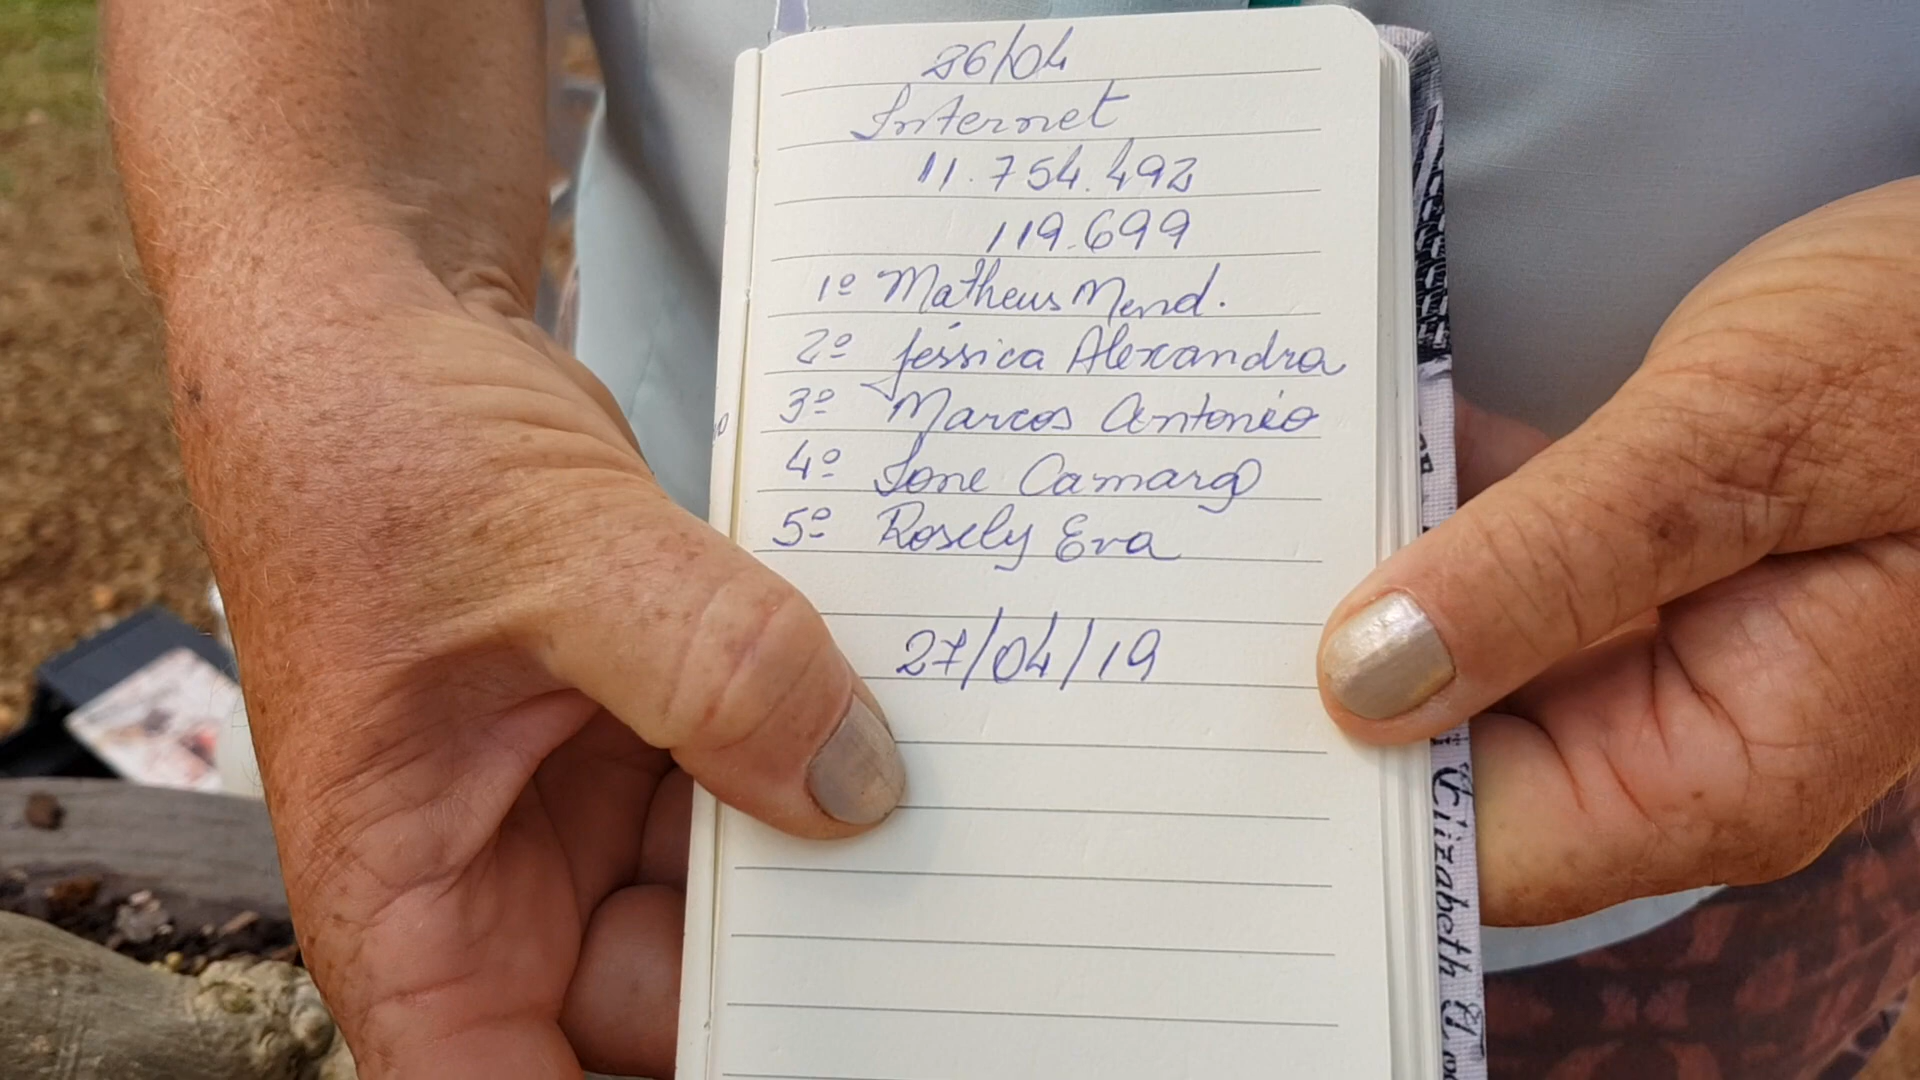 26/04
Internet
11.754.492
119.699
1º Matheus Mend.
2º Jéssica Alexandra
3º Marcos Antonio
4º Ione Camargo
5º Rosely Eva
27/04/19
Elizabeth